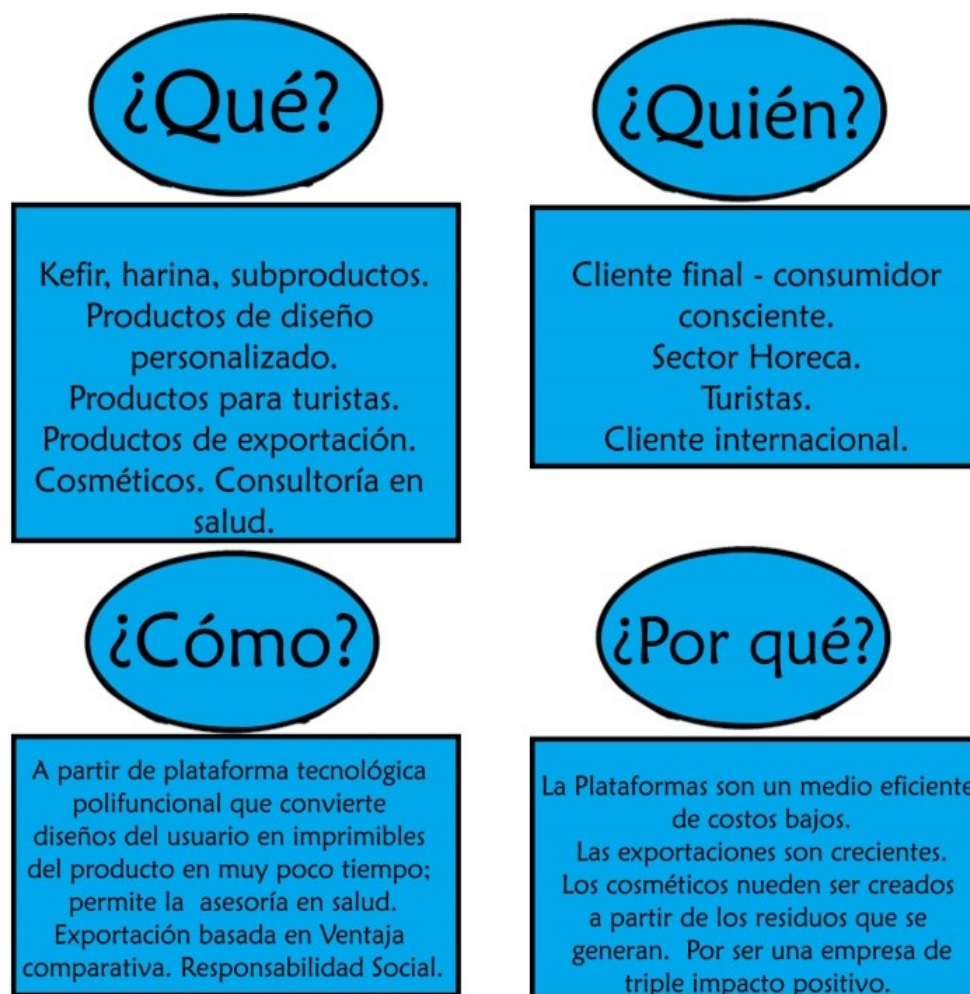 ¿Qué?
Kefir, harina, subproductos.
Productos de diseño
personalizado.
Productos para turistas.
Productos de exportación.
Cosméticos. Consultoría en
salud.
¿Quién?
Cliente final - consumidor
consciente.
Sector Horeca.
Turistas.
Cliente internacional.
¿Cómo?
A partir de plataforma tecnológica
polifuncional que convierte
diseños del usuario en imprimibles
del producto en muy poco tiempo;
permite la asesoría en salud.
Exportación basada en Ventaja
comparativa. Responsabilidad Social.
¿Por qué?
La Plataformas son un medio eficiente
de costos bajos.
Las exportaciones son crecientes.
Los cosméticos nueden ser creados
a partir de los residuos que se
generan. Por ser una empresa de
triple impacto positivo.